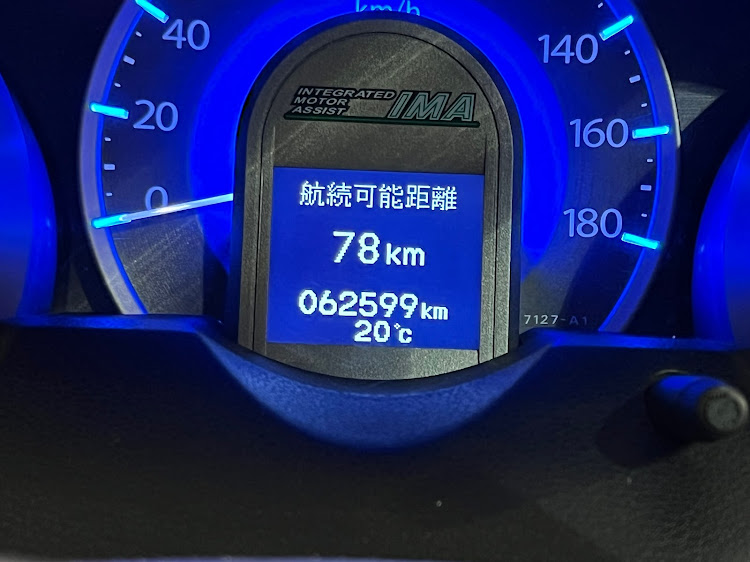 km/h
40
20
0
140
160
180
INTEGRATED
MOTOR
ASSIST
IMA
航続可能距離
78km
062599km
20℃
7127-A1